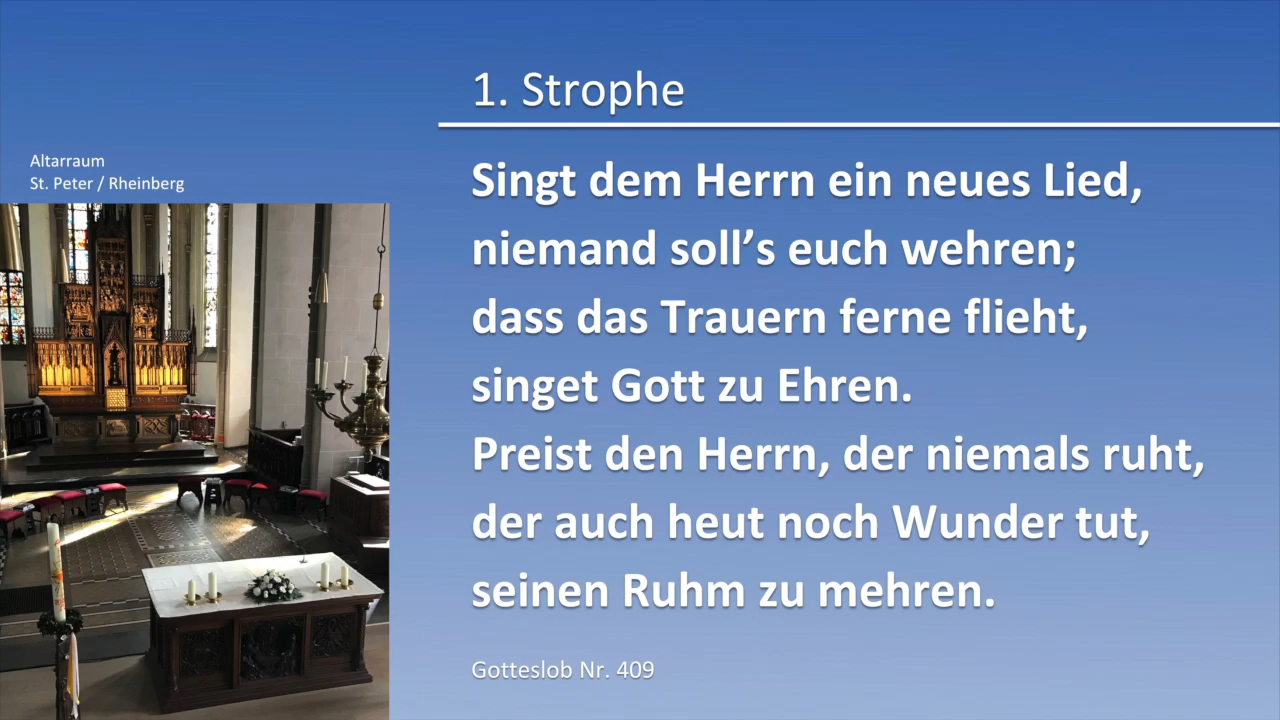 1. Strophe
Altarraum
St. Peter / Rheinberg
Singt dem Herrn ein neues Lied,
niemand soll’s euch wehren;
dass das Trauern ferne flieht,
singet Gott zu Ehren.
Preist den Herrn, der niemals ruht,
der auch heut noch Wunder tut,
seinen Ruhm zu mehren.
Gotteslob Nr. 409